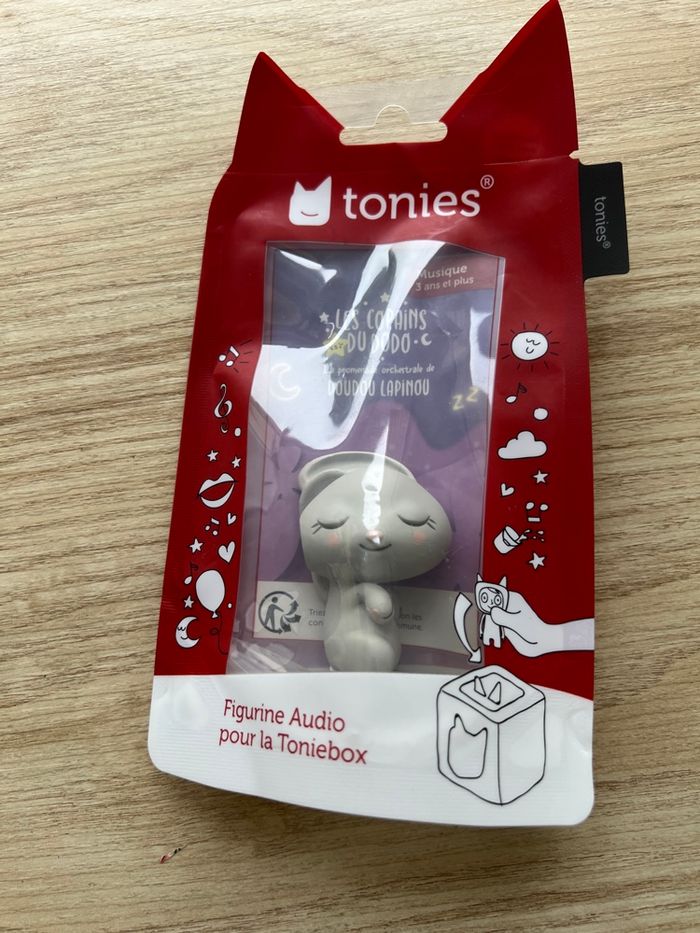 tonies®
tonies®
Musique
3 ans et plus
LES COPAINS
DU DODO
La promenade orchestrale de
DOUDOU LAPINOU
Z Z
Figurine Audio
pour la Toniebox